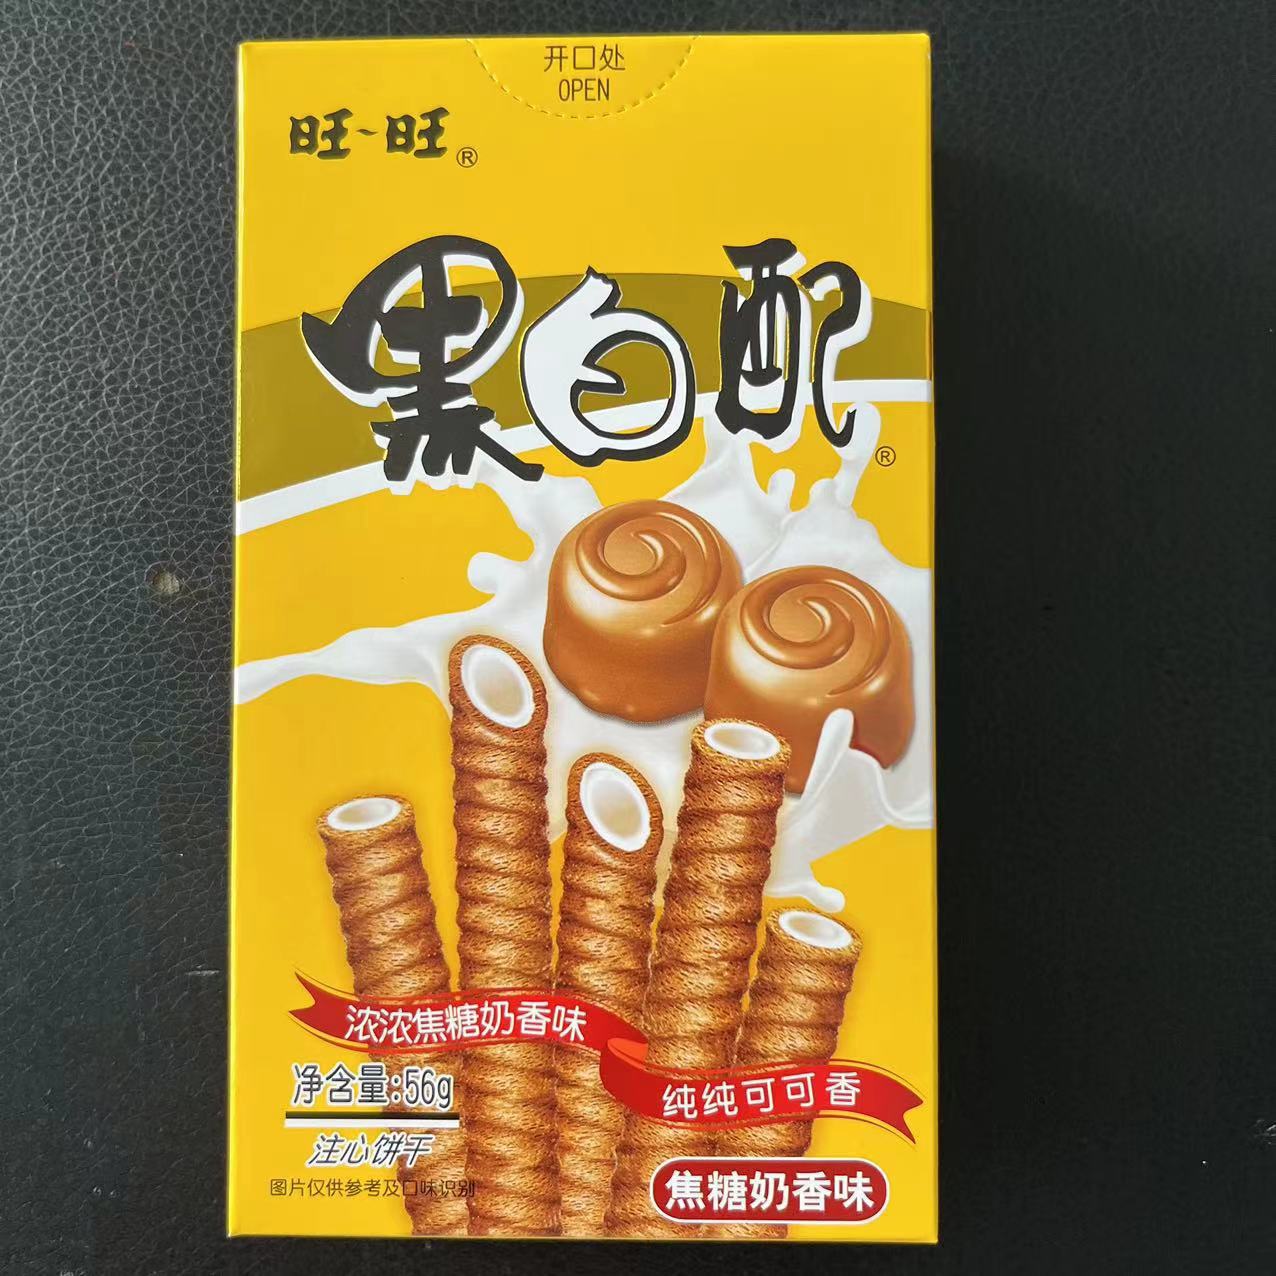 开口处
OPEN
旺~旺®
黑白配®
浓浓焦糖奶香味
纯纯可可香
净含量:56g
注心饼干
图片仅供参考及口味识别
焦糖奶香味